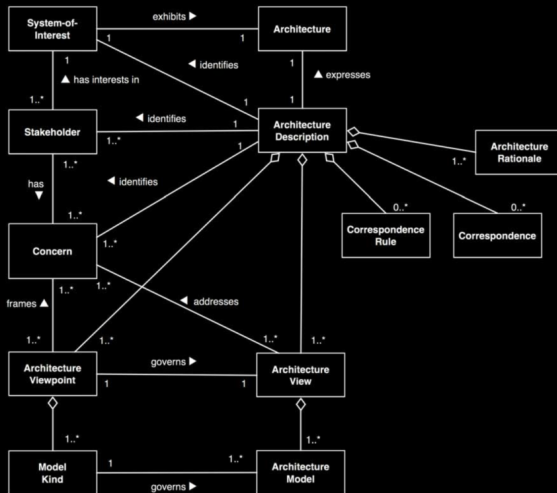 System-of-
Interest
exhibits ▶
Architecture
1
1
1
1
◀ identifies
▲ has interests in
▲ expresses
1..*
1
1
Stakeholder
◀ identifies
1..*
1
Architecture
Description
1..*
1
Architecture
Rationale
1..*
has
▼
◀ identifies
1..*
1..*
0..*
0..*
Correspondence
Rule
Correspondence
Concern
1..*
1..*
frames ▲
◀ addresses
1..*
1..*
1..*
1..*
Architecture
Viewpoint
governs ▶
1
1
Architecture
View
1..*
1..*
Model
Kind
1
1..*
governs ▶
Architecture
Model